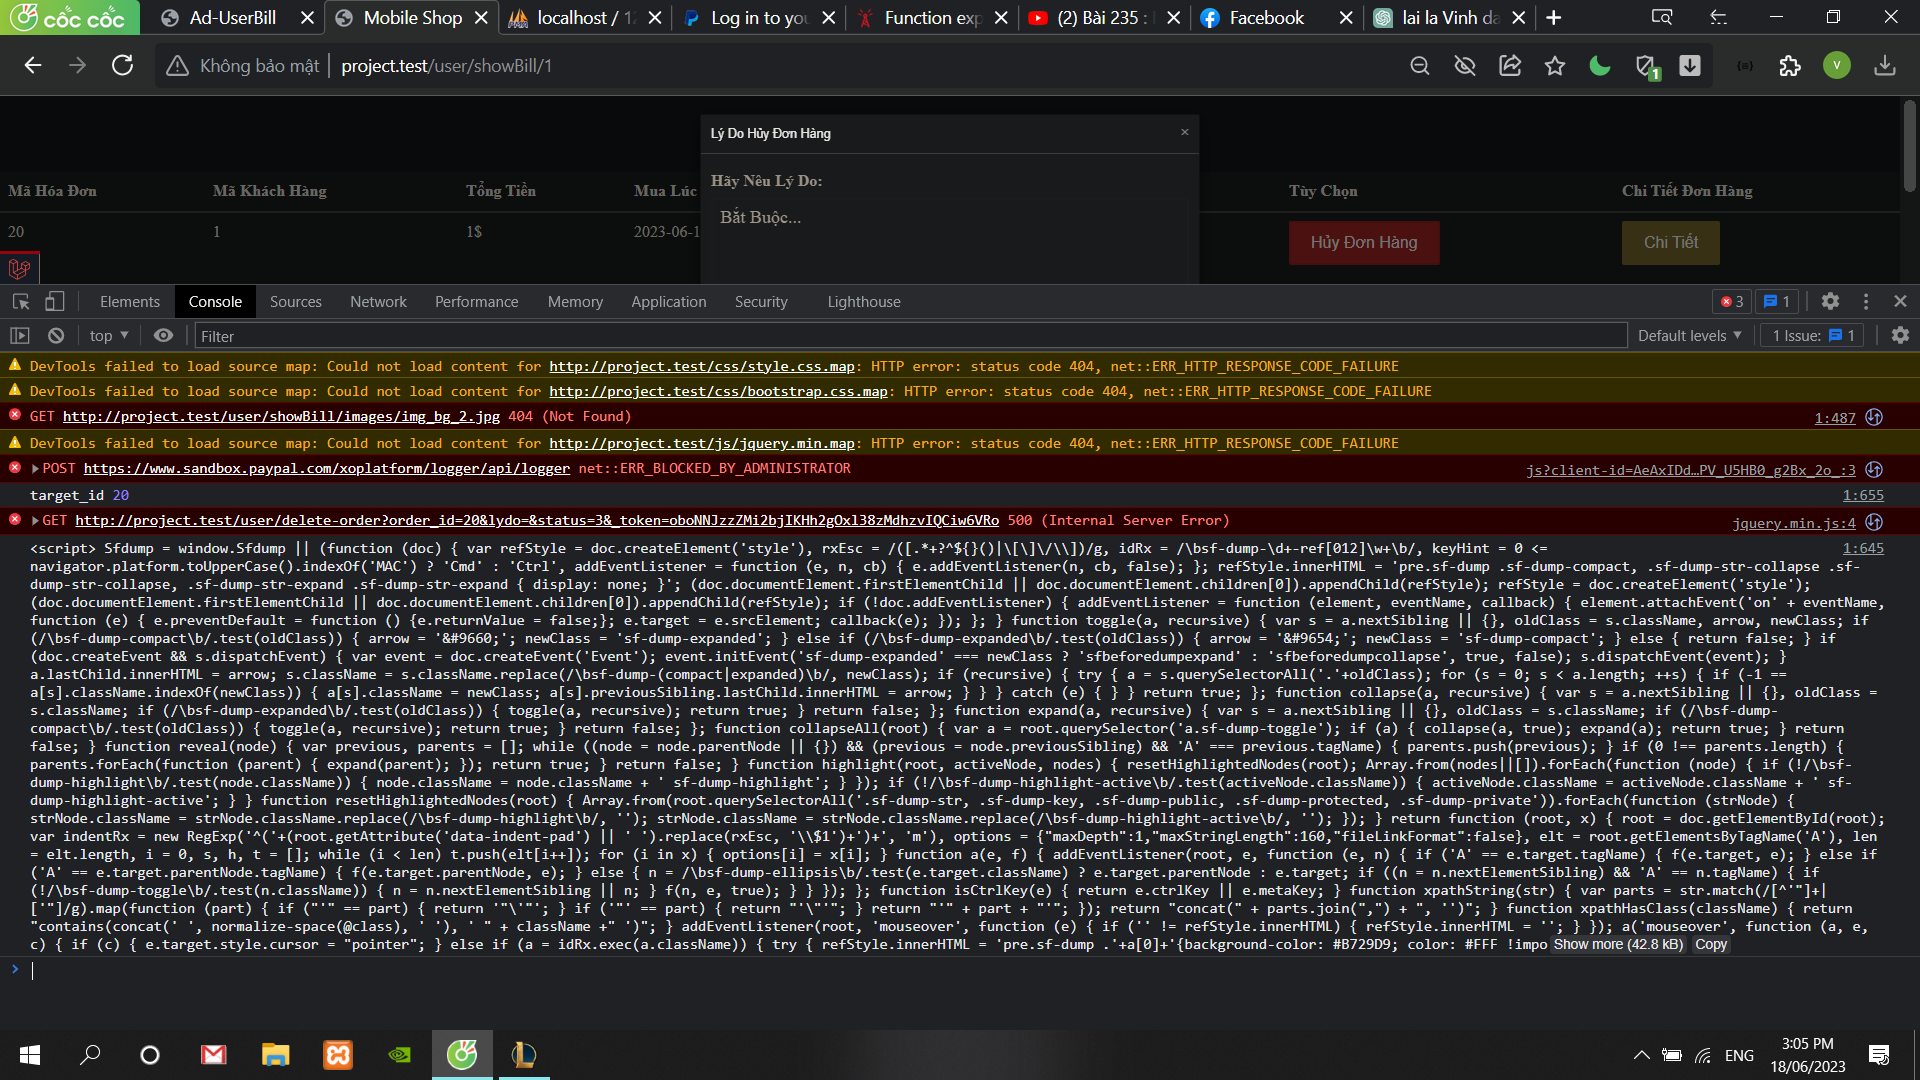 cốc cốc
Ad-UserBill
Mobile Shop
localhost / 12
Log in to you
Function exp
(2) Bài 235 :
Facebook
lai la Vinh da
Không bảo mật
project.test/user/showBill/1
1
V
Lý Do Hủy Đơn Hàng
×
Mã Hóa Đơn
Mã Khách Hàng
Tổng Tiền
Mua Lúc
Hãy Nêu Lý Do:
Tùy Chọn
Chi Tiết Đơn Hàng
Bắt Buộc...
20
1
1$
2023-06-1
Hủy Đơn Hàng
Chi Tiết
Elements
Console
Sources
Network
Performance
Memory
Application
Security
Lighthouse
3
1
top
Filter
Default levels
1 Issue:
1
DevTools failed to load source map: Could not load content for http://project.test/css/style.css.map: HTTP error: status code 404, net::ERR_HTTP_RESPONSE_CODE_FAILURE
DevTools failed to load source map: Could not load content for http://project.test/css/bootstrap.css.map: HTTP error: status code 404, net::ERR_HTTP_RESPONSE_CODE_FAILURE
GET http://project.test/user/showBill/images/img_bg_2.jpg 404 (Not Found)
1:487
DevTools failed to load source map: Could not load content for http://project.test/js/jquery.min.map: HTTP error: status code 404, net::ERR_HTTP_RESPONSE_CODE_FAILURE
POST https://www.sandbox.paypal.com/xoplatform/logger/api/logger net::ERR_BLOCKED_BY_ADMINISTRATOR
js?client-id=AeAxIDd…PV_U5HB0_g2Bx_2o_:3
target_id 20
1:655
GET http://project.test/user/delete-order?order_id=20&lydo=&status=3&_token=oboNNJzzZMi2bjIKHh2gOxl38zMdhzvIQCiw6VRo 500 (Internal Server Error)
jquery.min.js:4
<script> Sfdump = window.Sfdump || (function (doc) { var refStyle = doc.createElement('style'), rxEsc = /([.*+?^${}()|\[\]\/\\])/g, idRx = /\bsf-dump-\d+-ref[012]\w+\b/, keyHint = 0 <=
1:645
navigator.platform.toUpperCase().indexOf('MAC') ? 'Cmd' : 'Ctrl', addEventListener = function (e, n, cb) { e.addEventListener(n, cb, false); }; refStyle.innerHTML = 'pre.sf-dump .sf-dump-compact, .sf-dump-str-collapse .sf-
dump-str-collapse, .sf-dump-str-expand .sf-dump-str-expand { display: none; }'; (doc.documentElement.firstElementChild || doc.documentElement.children[0]).appendChild(refStyle); refStyle = doc.createElement('style');
(doc.documentElement.firstElementChild || doc.documentElement.children[0]).appendChild(refStyle); if (!doc.addEventListener) { addEventListener = function (element, eventName, callback) { element.attachEvent('on' + eventName,
function (e) { e.preventDefault = function () {e.returnValue = false;}; e.target = e.srcElement; callback(e); }); }; } function toggle(a, recursive) { var s = a.nextSibling || {}, oldClass = s.className, arrow, newClass; if
(/\bsf-dump-compact\b/.test(oldClass)) { arrow = '&#9660;'; newClass = 'sf-dump-expanded'; } else if (/\bsf-dump-expanded\b/.test(oldClass)) { arrow = '&#9654;'; newClass = 'sf-dump-compact'; } else { return false; } if
(doc.createEvent && s.dispatchEvent) { var event = doc.createEvent('Event'); event.initEvent('sf-dump-expanded' === newClass ? 'sfbeforedumpexpand' : 'sfbeforedumpcollapse', true, false); s.dispatchEvent(event); }
a.lastChild.innerHTML = arrow; s.className = s.className.replace(/\bsf-dump-(compact|expanded)\b/, newClass); if (recursive) { try { a = s.querySelectorAll('.'+oldClass); for (s = 0; s < a.length; ++s) { if (-1 ==
a[s].className.indexOf(newClass)) { a[s].className = newClass; a[s].previousSibling.lastChild.innerHTML = arrow; } } } catch (e) { } } return true; }; function collapse(a, recursive) { var s = a.nextSibling || {}, oldClass =
s.className; if (/\bsf-dump-expanded\b/.test(oldClass)) { toggle(a, recursive); return true; } return false; }; function expand(a, recursive) { var s = a.nextSibling || {}, oldClass = s.className; if (/\bsf-dump-
compact\b/.test(oldClass)) { toggle(a, recursive); return true; } return false; }; function collapseAll(root) { var a = root.querySelector('a.sf-dump-toggle'); if (a) { collapse(a, true); expand(a); return true; } return
false; } function reveal(node) { var previous, parents = []; while ((node = node.parentNode || {}) && (previous = node.previousSibling) && 'A' === previous.tagName) { parents.push(previous); } if (0 !== parents.length) {
parents.forEach(function (parent) { expand(parent); }); return true; } return false; } function highlight(root, activeNode, nodes) { resetHighlightedNodes(root); Array.from(nodes||[]).forEach(function (node) { if (!/\bsf-
dump-highlight\b/.test(node.className)) { node.className = node.className + ' sf-dump-highlight'; } }); if (!/\bsf-dump-highlight-active\b/.test(activeNode.className)) { activeNode.className = activeNode.className + ' sf-
dump-highlight-active'; } } function resetHighlightedNodes(root) { Array.from(root.querySelectorAll('.sf-dump-str, .sf-dump-key, .sf-dump-public, .sf-dump-protected, .sf-dump-private')).forEach(function (strNode) {
strNode.className = strNode.className.replace(/\bsf-dump-highlight\b/, ''); strNode.className = strNode.className.replace(/\bsf-dump-highlight-active\b/, ''); }); } return function (root, x) { root = doc.getElementById(root);
var indentRx = new RegExp('^('+(root.getAttribute('data-indent-pad') || ' ').replace(rxEsc, '\\$1')+')+', 'm'), options = {"maxDepth":1,"maxStringLength":160,"fileLinkFormat":false}, elt = root.getElementsByTagName('A'), len
= elt.length, i = 0, s, h, t = []; while (i < len) t.push(elt[i++]); for (i in x) { options[i] = x[i]; } function a(e, f) { addEventListener(root, e, function (e, n) { if ('A' == e.target.tagName) { f(e.target, e); } else if
('A' == e.target.parentNode.tagName) { f(e.target.parentNode, e); } else { n = /\bsf-dump-ellipsis\b/.test(e.target.className) ? e.target.parentNode : e.target; if ((n = n.nextElementSibling) && 'A' == n.tagName) { if
(!/\bsf-dump-toggle\b/.test(n.className)) { n = n.nextElementSibling || n; } f(n, e, true); } } }); }; function isCtrlKey(e) { return e.ctrlKey || e.metaKey; } function xpathString(str) { var parts = str.match(/[^'"]+|
['"]/g).map(function (part) { if ("'" == part) { return '"\'"'; } if ('"' == part) { return "'\"'"; } return "'" + part + "'"; }); return "concat(" + parts.join(",") + ", '')"; } function xpathHasClass(className) { return
"contains(concat(' ', normalize-space(@class), ' '), ' " + className +" ')"; } addEventListener(root, 'mouseover', function (e) { if ('' != refStyle.innerHTML) { refStyle.innerHTML = ''; } }); a('mouseover', function (a, e,
c) { if (c) { e.target.style.cursor = "pointer"; } else if (a = idRx.exec(a.className)) { try { refStyle.innerHTML = 'pre.sf-dump .'+a[0]+'{background-color: #B729D9; color: #FFF !impo Show more (42.8 kB) Copy
ENG
3:05 PM
18/06/2023